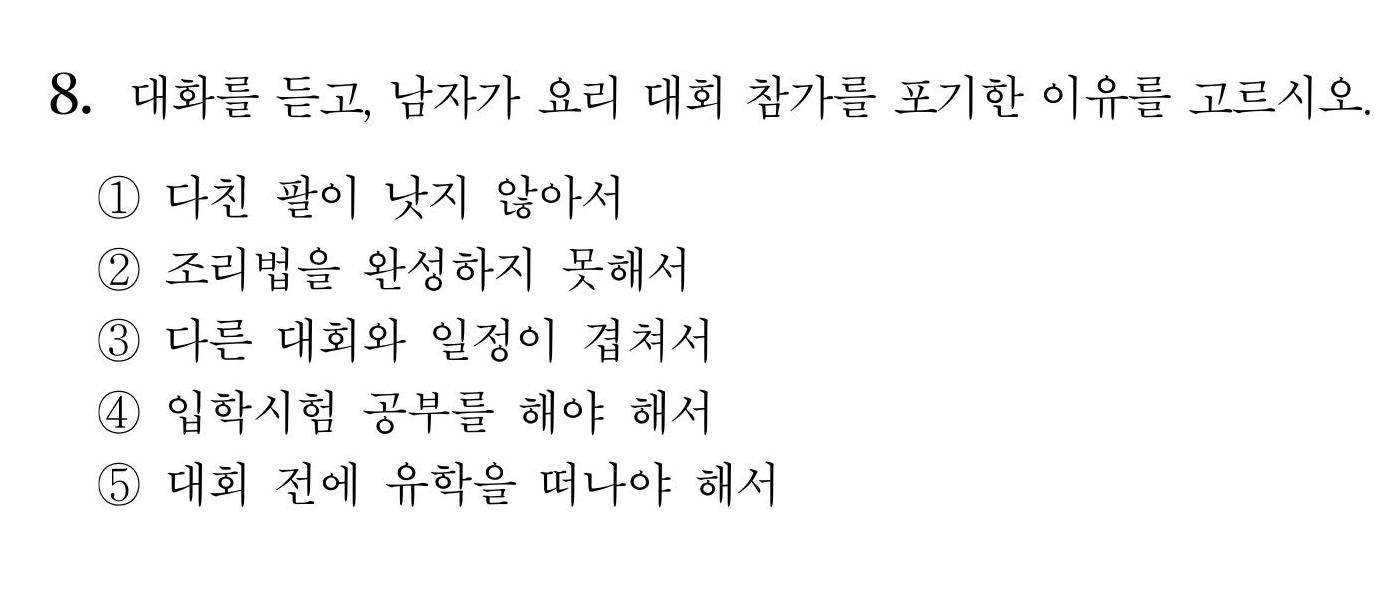 8. 대화를 듣고, 남자가 요리 대회 참가를 포기한 이유를 고르시오.
① 다친 팔이 낫지 않아서
② 조리법을 완성하지 못해서
③ 다른 대회와 일정이 겹쳐서
④ 입학시험 공부를 해야 해서
⑤ 대회 전에 유학을 떠나야 해서